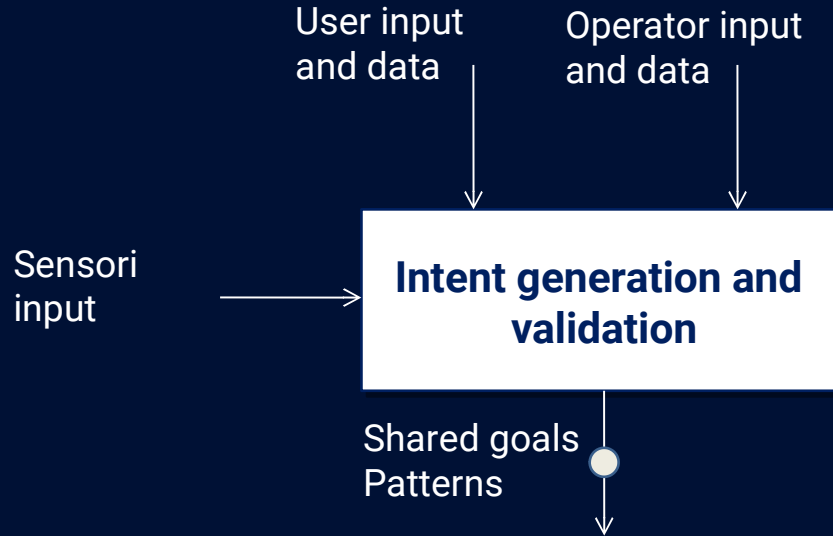 User input
and data
Operator input
and data
Sensori
input
Intent generation and
validation
Shared goals
Patterns